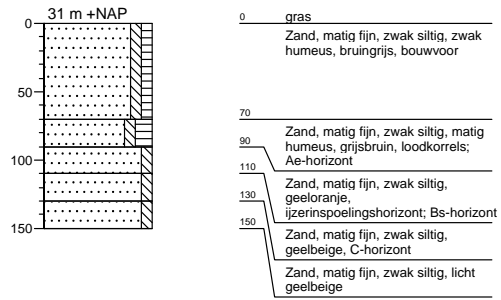 31 m +NAP
0
50
100
150
0 gras
Zand, matig fijn, zwak siltig, zwak
humeus, bruingrijs, bouwvoor
70
Zand, matig fijn, zwak siltig, matig
humeus, grijsbruin, loodkorrels;
Ae-horizont
90
Zand, matig fijn, zwak siltig,
geeloranje,
ijzerinspoelingshorizont; Bs-horizont
110
Zand, matig fijn, zwak siltig,
geelbeige, C-horizont
130
Zand, matig fijn, zwak siltig, licht
geelbeige
150